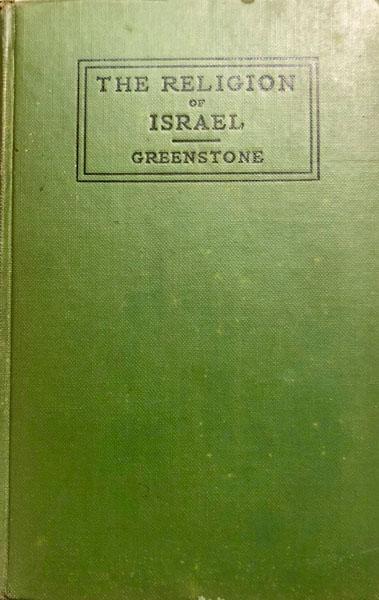 THE RELIGION
OF
ISRAEL
GREENSTONE